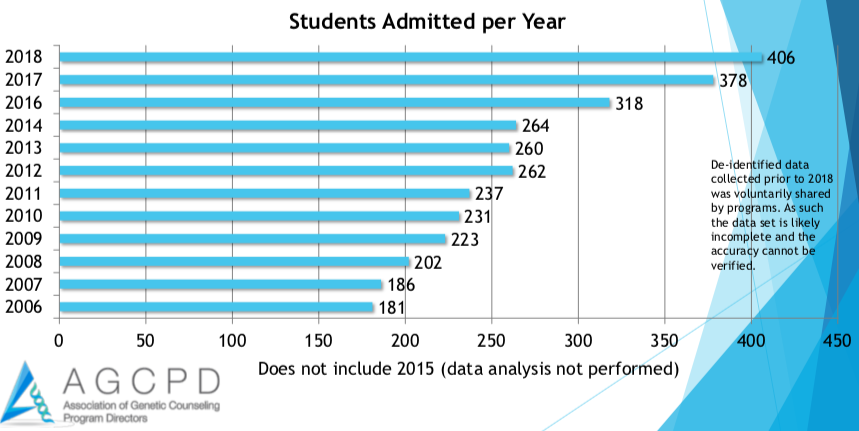 Students Admitted per Year
2018 406
2017 378
2016 318
2014 264
2013 260
2012 262
2011 237
2010 231
2009 223
2008 202
2007 186
2006 181
0 50 100 150 200 250 300 350 400 450
De-identified data
collected prior to 2018
was voluntarily shared
by programs. As such
the data set is likely
incomplete and the
accuracy cannot be
verified.
Does not include 2015 (data analysis not performed)
AGCPD
Association of Genetic Counseling
Program Directors